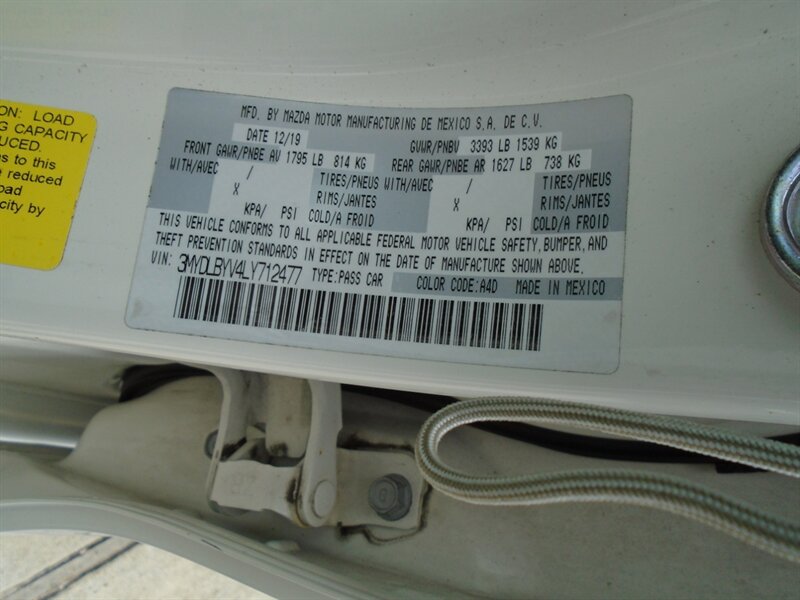 ON: LOAD
G CAPACITY
UCED.
s to this
e reduced
oad
city by
MFD. BY MAZDA MOTOR MANUFACTURING DE MEXICO S.A. DE C.V.
DATE 12/19 GVWR/PNBV 3393 LB 1539 KG
FRONT GAWR/PNBE AV 1795 LB 814 KG REAR GAWR/PNBE AR 1627 LB 738 KG
WITH/AVEC / TIRES/PNEUS WITH/AVEC / TIRES/PNEUS
X RIMS/JANTES X RIMS/JANTES
KPA/ PSI COLD/A FROID KPA/ PSI COLD/A FROID
THIS VEHICLE CONFORMS TO ALL APPLICABLE FEDERAL MOTOR VEHICLE SAFETY, BUMPER, AND
THEFT PREVENTION STANDARDS IN EFFECT ON THE DATE OF MANUFACTURE SHOWN ABOVE.
VIN: 3MYDLBYV4LY712477 TYPE:PASS CAR COLOR CODE:A4D MADE IN MEXICO